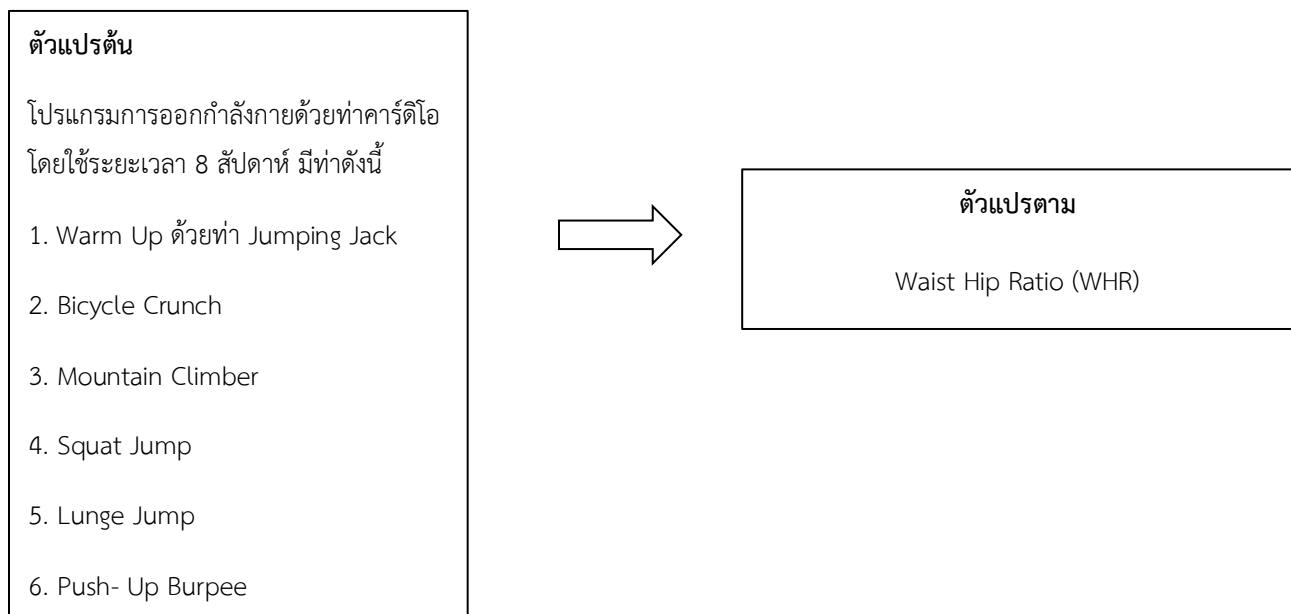 ตัวแปรต้น
โปรแกรมการออกกำลังกายด้วยท่าคาร์ดิโอ
โดยใช้ระยะเวลา 8 สัปดาห์ มีท่าดังนี้
1. Warm Up ด้วยท่า Jumping Jack
2. Bicycle Crunch
3. Mountain Climber
4. Squat Jump
5. Lunge Jump
6. Push- Up Burpee
ตัวแปรตาม
Waist Hip Ratio (WHR)